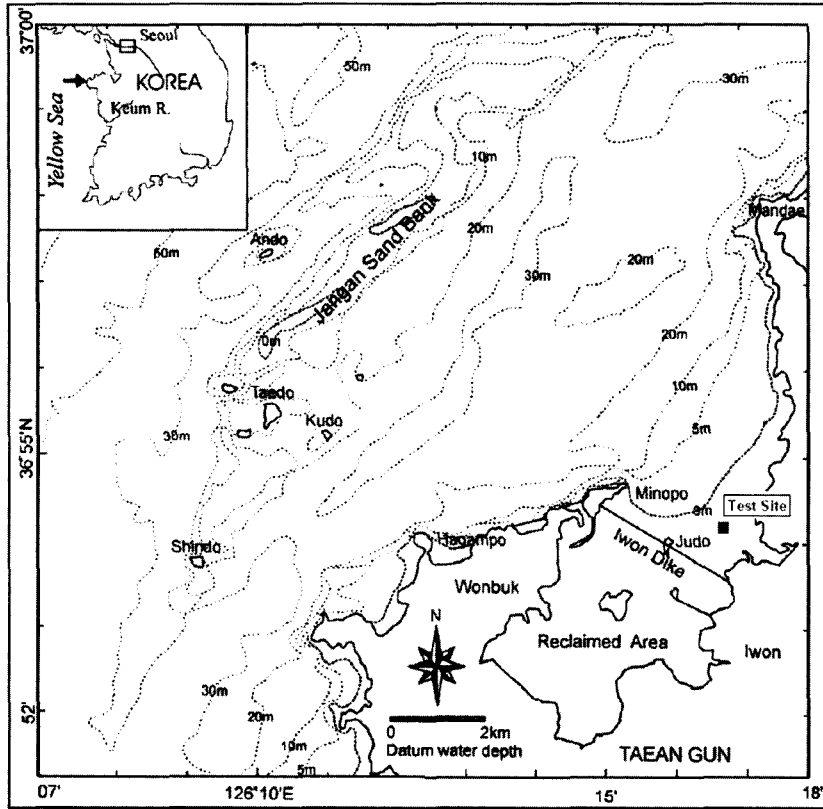 37°00'
Seoul
KOREA
Keum R.
Yellow Sea
50m
30m
10m
Mandae
20m
Ando
Jangan Sand Bank
50m
30m
20m
0m
20m
10m
Taedo
Kudo
5m
36°55'N
35m
Minopo
0m
Test Site
Hagampo
Judo
Shindo
Iwon Dike
Wonbuk
N
Reclaimed Area
Iwon
30m
52'
20m
0
2km
10m
Datum water depth
TAEAN GUN
5m
07'
126°10'E
15'
18'